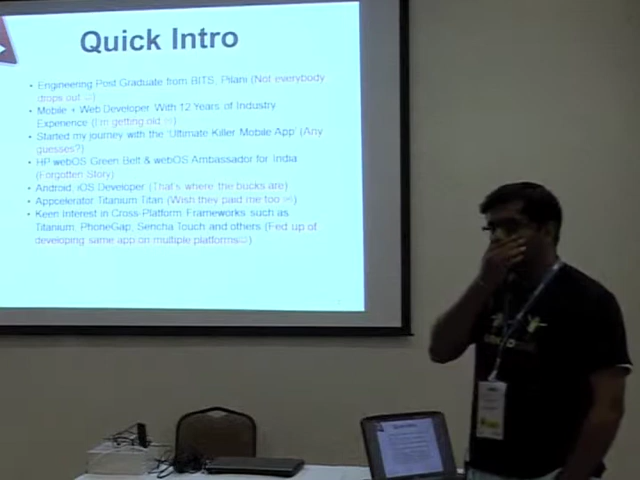 Quick Intro
• Engineering Post Graduate from BITS, Pilani (Not everybody
drops out ☺)
• Mobile + Web Developer. With 12 Years of Industry
Experience (I'm getting old ☹)
• Started my journey with the 'Ultimate Killer Mobile App' (Any
guesses?)
• HP webOS Green Belt & webOS Ambassador for India
(Forgotten Story)
• Android, iOS Developer (That's where the bucks are)
• Appcelerator Titanium Titan (Wish they paid me too ☹)
• Keen Interest in Cross-Platform Frameworks such as
Titanium, PhoneGap, Sencha Touch and others (Fed up of
developing same app on multiple platforms☹)
Quick Intro